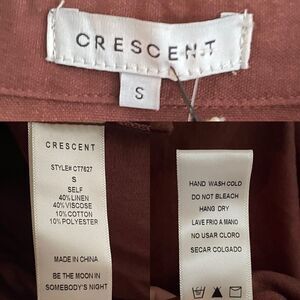 CRESCENT
S
CRESCENT
STYLE# CT7627
S
SELF
40%LINEN
40%VISCOSE
10%COTTON
10%POLYESTER
MADE IN CHINA
BE THE MOON IN
SOMEBODY'S NIGHT
HAND WASH COLD
DO NOT BLEACH
HANG DRY
LAVE FRIO A MANO
NO USAR CLORO
SECAR COLGADO